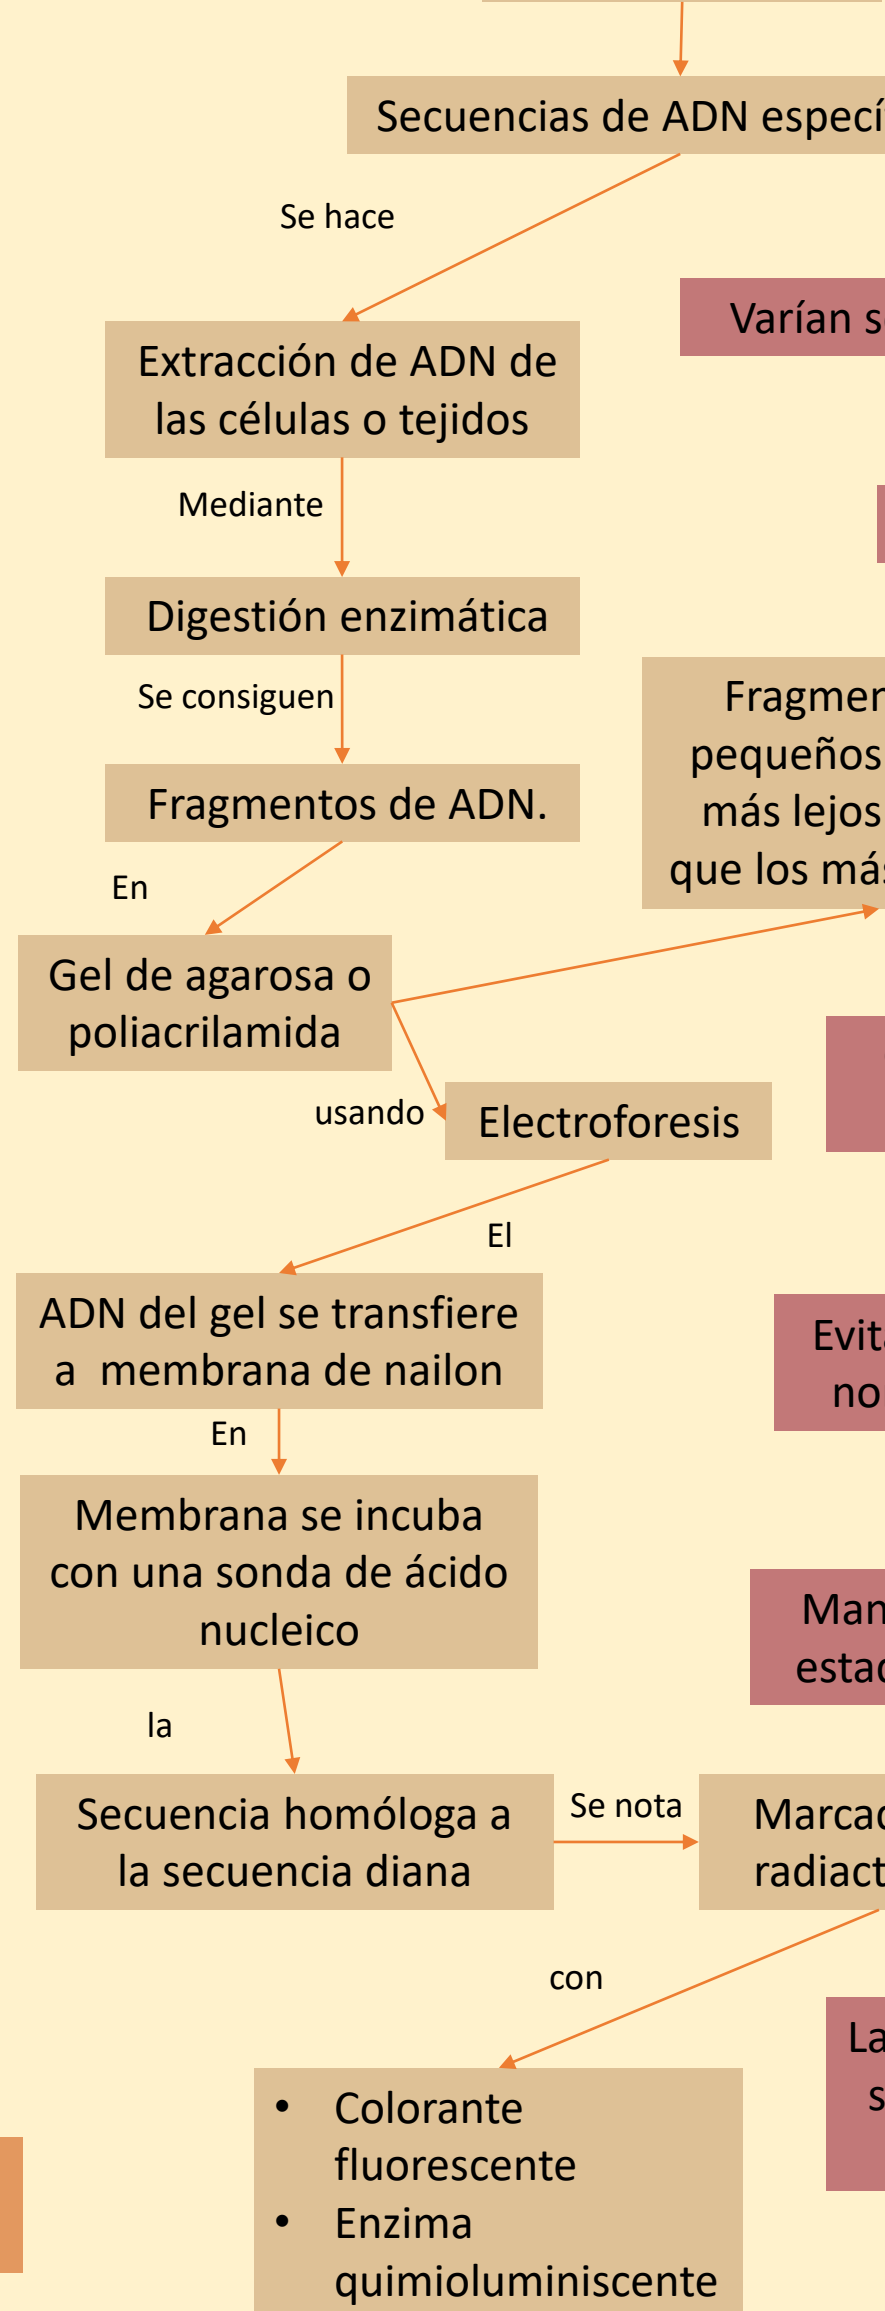 Secuencias de ADN
Se hace
Extracción de ADN de
las células o tejidos
Mediante
Digestión enzimática
Se consiguen
Fragmentos de ADN.
En
Gel de agarosa o
poliacrilamida
usando
Electroforesis
El
ADN del gel se transfiere
a membrana de nailon
En
Membrana se incuba
con una sonda de ácido
nucleico
la
Secuencia homóloga a
la secuencia diana
Se nota
con
• Colorante
fluorescente
• Enzima
quimioluminiscente
Varían
pequeños
más lejos
que los
no